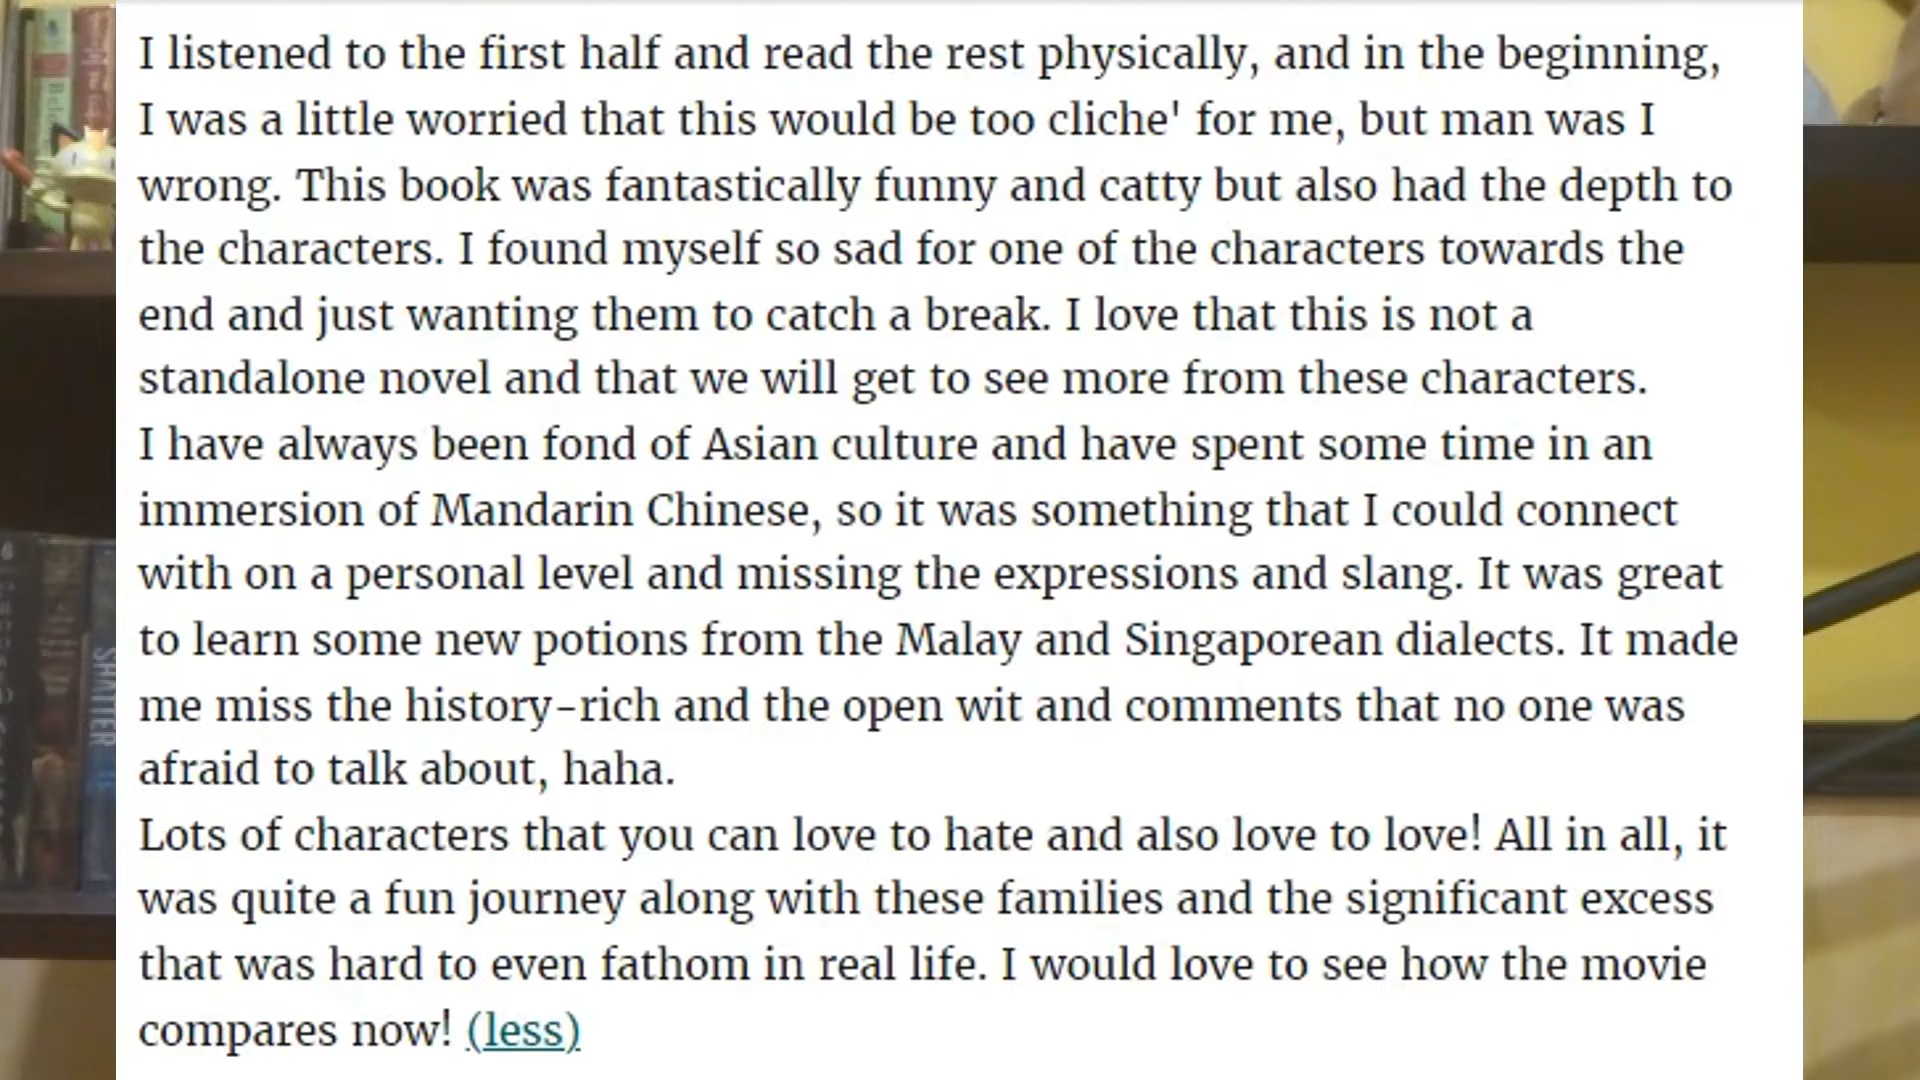 I listened to the first half and read the rest physically, and in the beginning,
I was a little worried that this would be too cliche' for me, but man was I
wrong. This book was fantastically funny and catty but also had the depth to
the characters. I found myself so sad for one of the characters towards the
end and just wanting them to catch a break. I love that this is not a
standalone novel and that we will get to see more from these characters.
I have always been fond of Asian culture and have spent some time in an
immersion of Mandarin Chinese, so it was something that I could connect
with on a personal level and missing the expressions and slang. It was great
to learn some new potions from the Malay and Singaporean dialects. It made
me miss the history-rich and the open wit and comments that no one was
afraid to talk about, haha.
Lots of characters that you can love to hate and also love to love! All in all, it
was quite a fun journey along with these families and the significant excess
that was hard to even fathom in real life. I would love to see how the movie
compares now! (less)
SHATTER